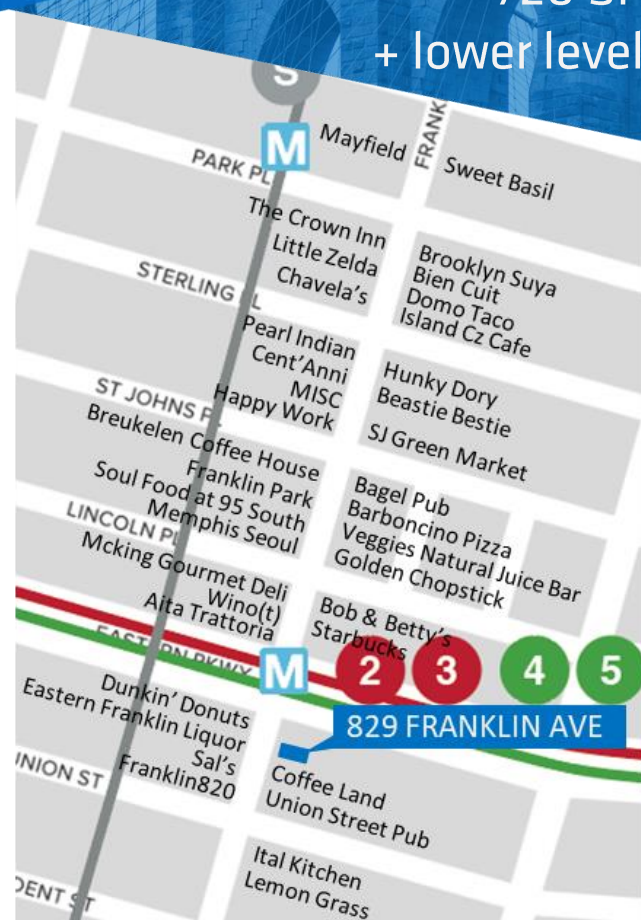 + lower level
S
M
Mayfield
FRANK
Sweet Basil
PARK PL
The Crown Inn
Little Zelda
Chavela's
Brooklyn Suya
Bien Cuit
Domo Taco
Island Cz Cafe
STERLING
Pearl Indian
Cent'Anni
MISC
Happy Work
Hunky Dory
Beastie Bestie
SJ Green Market
ST JOHNS P
Breukelen Coffee House
Franklin Park
Soul Food at 95 South
Memphis Seoul
Bagel Pub
Barboncino Pizza
Veggies Natural Juice Bar
Golden Chopstick
LINCOLN PL
Mcking Gourmet Deli
Wino(t)
Aita Trattoria
Bob & Betty's
Starbucks
EASTERN PKWY
M
2 3 4 5
829 FRANKLIN AVE
Dunkin' Donuts
Eastern Franklin Liquor
Sal's
Franklin820
Coffee Land
Union Street Pub
UNION ST
Ital Kitchen
Lemon Grass
DENT ST